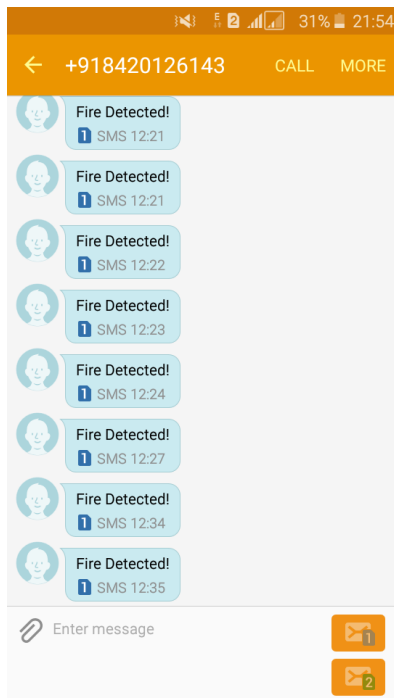 E 2 31% 21:54
+918420126143 CALL MORE
Fire Detected!
1 SMS 12:21
Fire Detected!
1 SMS 12:21
Fire Detected!
1 SMS 12:22
Fire Detected!
1 SMS 12:23
Fire Detected!
1 SMS 12:24
Fire Detected!
1 SMS 12:27
Fire Detected!
1 SMS 12:34
Fire Detected!
1 SMS 12:35
Enter message 1
2